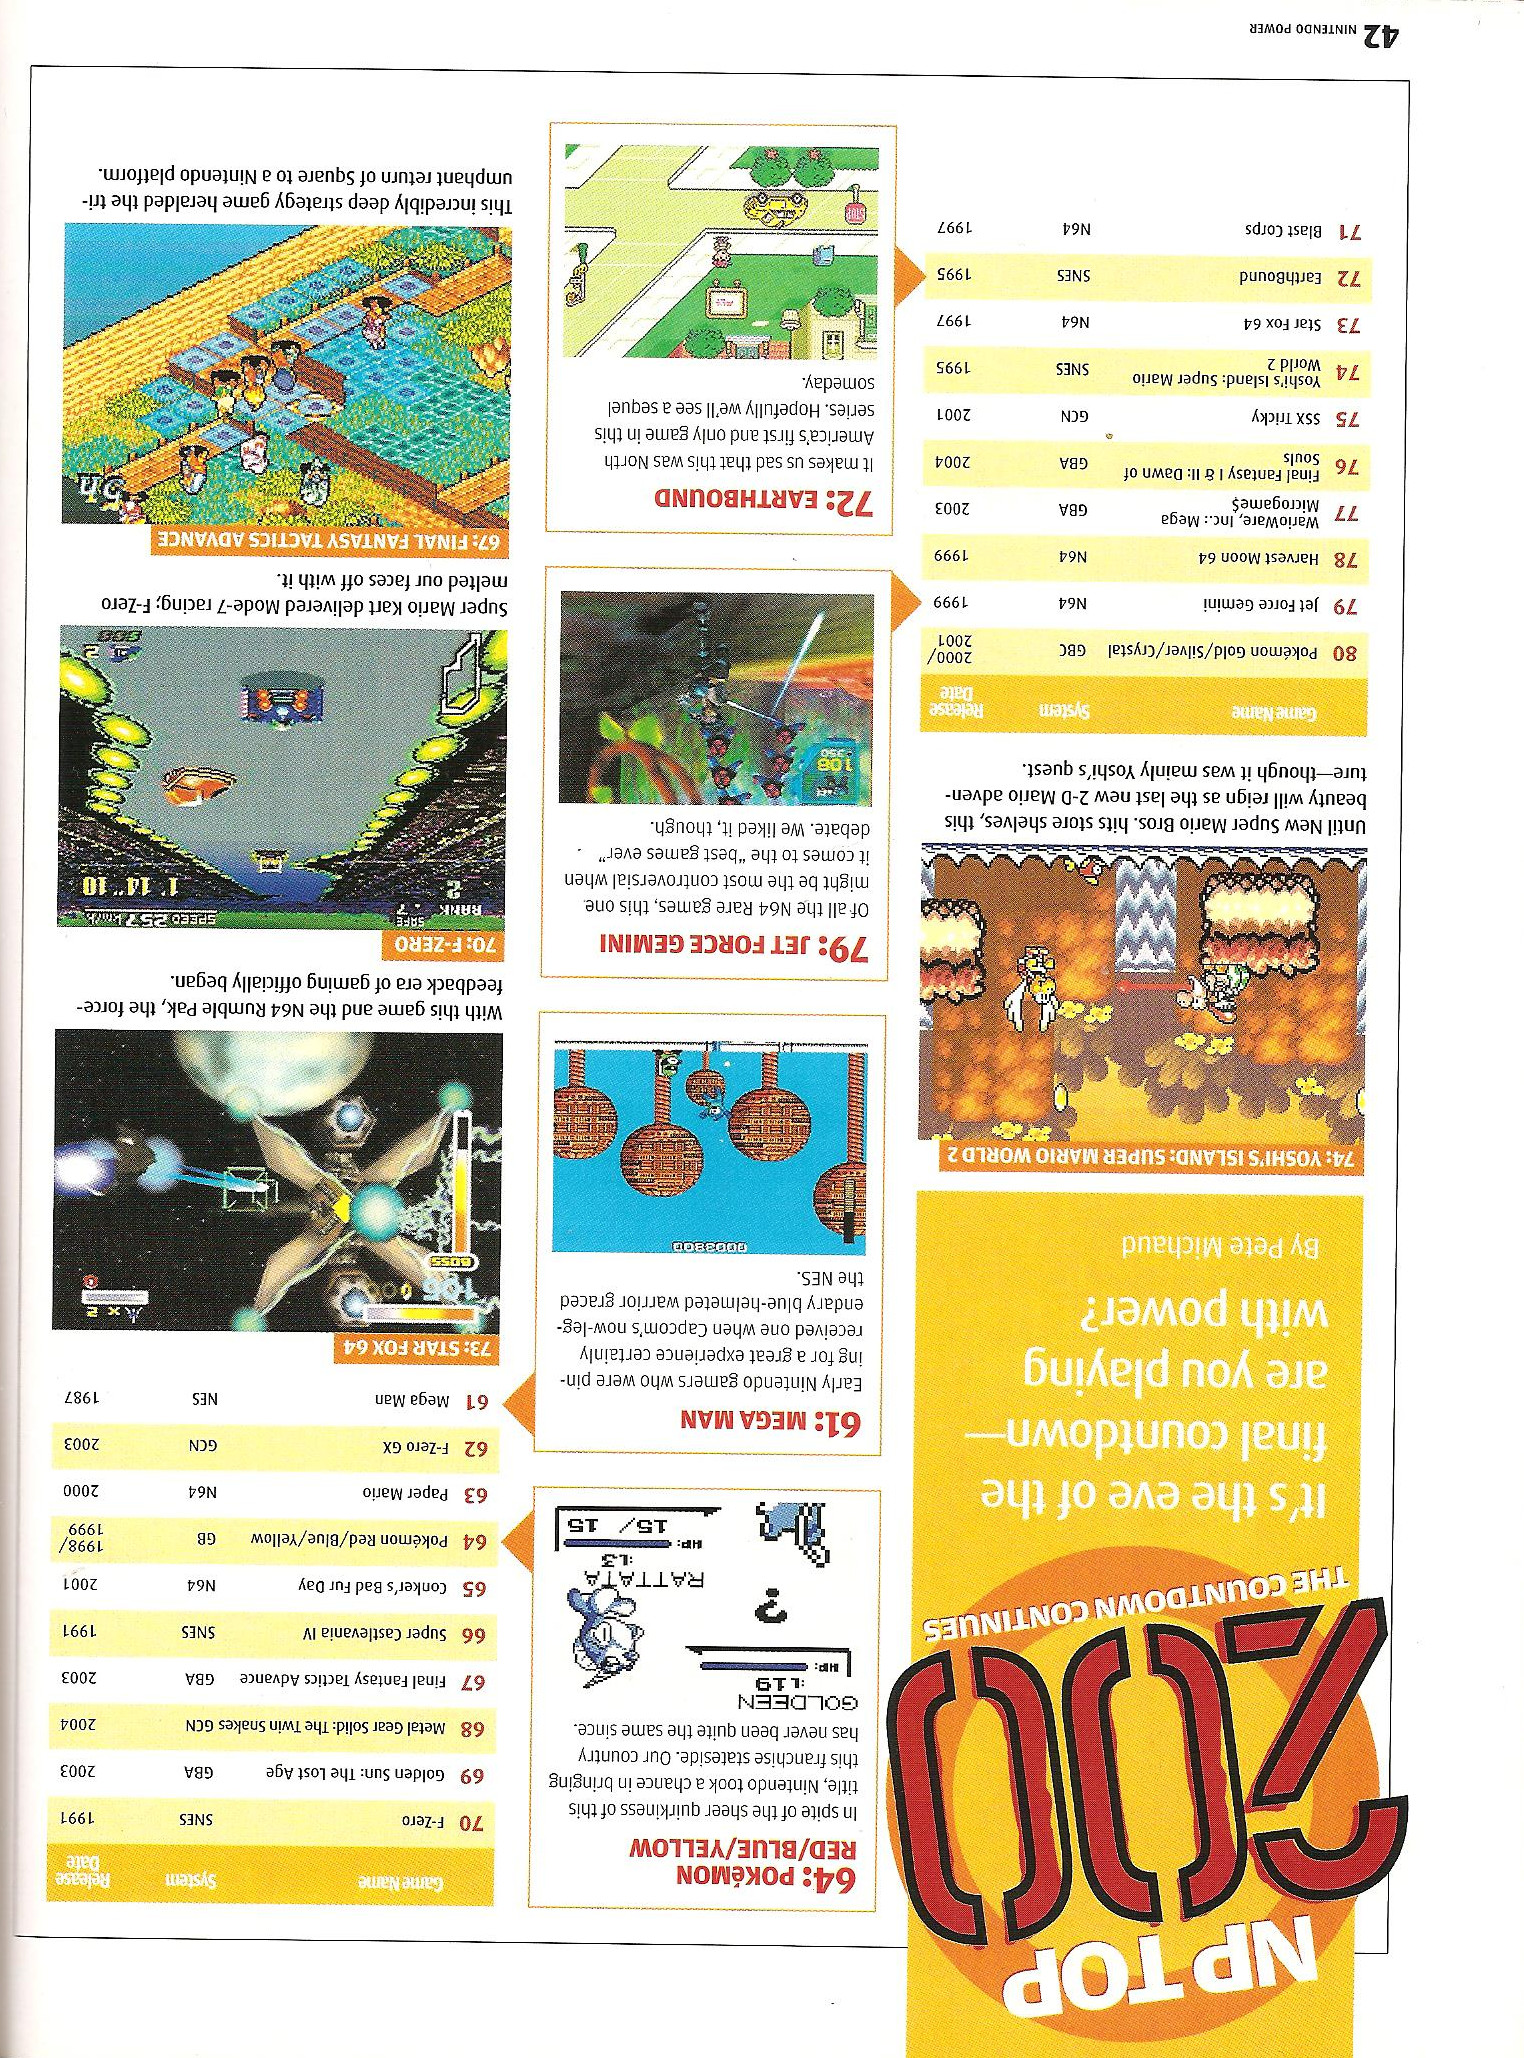 NP TOP
200
THE COUNTDOWN CONTINUES
It's the eve of the
final countdown—
are you playing
with power?
By Pete Michaud
74: YOSHI'S ISLAND: SUPER MARIO WORLD 2
Until New Super Mario Bros. hits store shelves, this
beauty will reign as the last new 2-D Mario adven-
ture—though it was mainly Yoshi's quest.
Game Name System Release Date
80 Pokémon Gold/Silver/Crystal GBC 2000/2001
79 Jet Force Gemini N64 1999
78 Harvest Moon 64 N64 1999
77 WarioWare, Inc.: Mega Microgame$ GBA 2003
76 Final Fantasy I & II: Dawn of Souls GBA 2004
75 SSX Tricky GCN 2001
74 Yoshi's Island: Super Mario World 2 SNES 1995
73 Star Fox 64 N64 1997
72 EarthBound SNES 1995
71 Blast Corps N64 1997
64: POKéMON
RED/BLUE/YELLOW
In spite of the sheer quirkiness of this
title, Nintendo took a chance in bringing
this franchise stateside. Our country
has never been quite the same since.
GOLDEEN
:L19
HP:
?
RATTATA
:L3
HP:
15/ 15
61: MEGA MAN
Early Nintendo gamers who were pin-
ing for a great experience certainly
received one when Capcom's now-leg-
endary blue-helmeted warrior graced
the NES.
0003800
79: JET FORCE GEMINI
Of all the N64 Rare games, this one
might be the most controversial when
it comes to the "best games ever"
debate. We liked it, though.
108
350
72: EARTHBOUND
It makes us sad that this was North
America's first and only game in this
series. Hopefully we'll see a sequel
someday.
STOP
Game Name System Release Date
70 F-Zero SNES 1991
69 Golden Sun: The Lost Age GBA 2003
68 Metal Gear Solid: The Twin Snakes GCN 2004
67 Final Fantasy Tactics Advance GBA 2003
66 Super Castlevania IV SNES 1991
65 Conker's Bad Fur Day N64 2001
64 Pokémon Red/Blue/Yellow GB 1998/1999
63 Paper Mario N64 2000
62 F-Zero GX GCN 2003
61 Mega Man NES 1987
73: STAR FOX 64
106
x 2
BOSS
With this game and the N64 Rumble Pak, the force-
feedback era of gaming officially began.
70: F-ZERO
RANK SAFE SPEED 257 km/h
2 7 1'14"10
2
000
Super Mario Kart delivered Mode-7 racing; F-Zero
melted our faces off with it.
67: FINAL FANTASY TACTICS ADVANCE
5h
This incredibly deep strategy game heralded the tri-
umphant return of Square to a Nintendo platform.
42 NINTENDO POWER